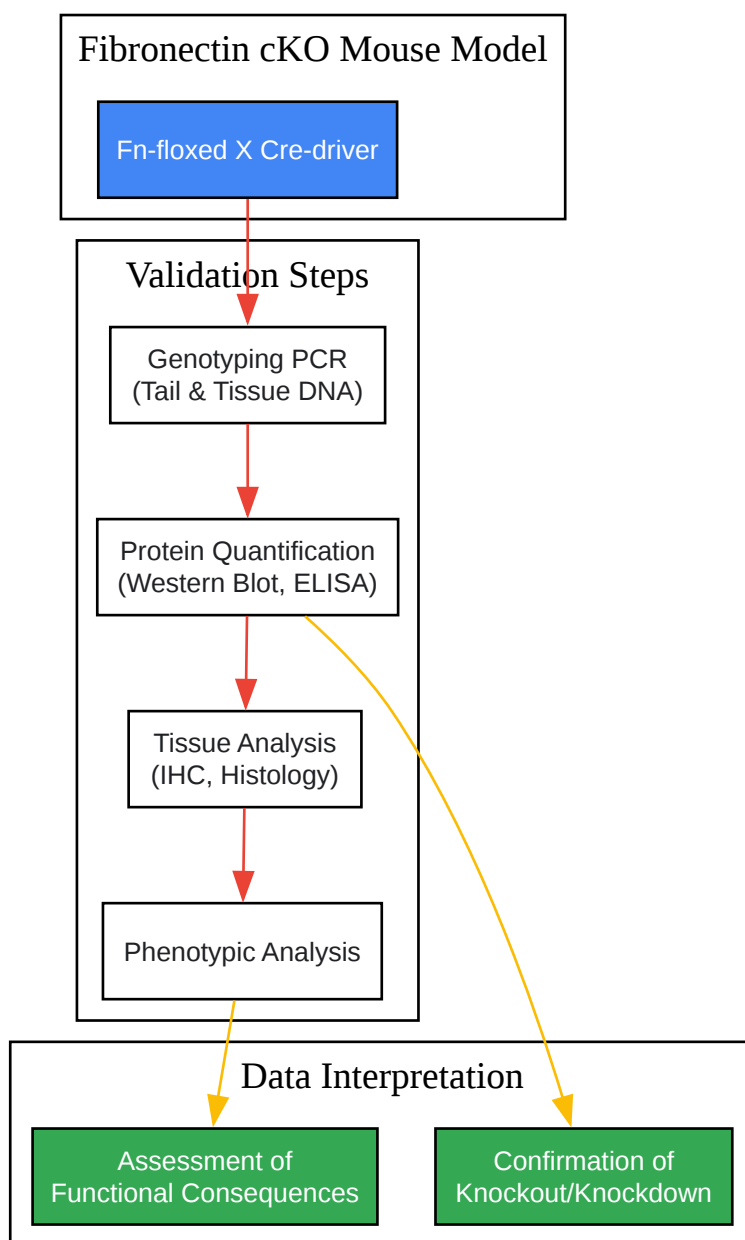 Fibronectin cKO Mouse Model
Fn-floxed X Cre-driver
Validation Steps
Genotyping PCR
(Tail & Tissue DNA)
Protein Quantification
(Western Blot, ELISA)
Tissue Analysis
(IHC, Histology)
Phenotypic Analysis
Data Interpretation
Assessment of
Functional Consequences
Confirmation of
Knockout/Knockdown